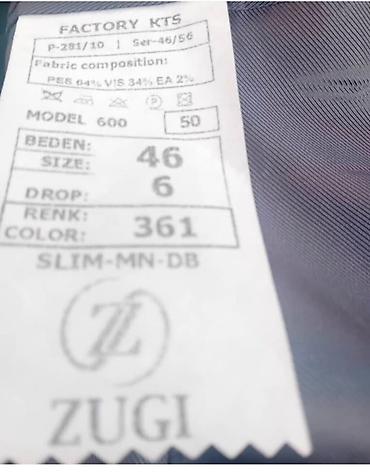 FACTORY KTS
P-281/10 | Ser-46/56
Fabric composition:
PES 64% VIS 34% EA 2%
MODEL 600 50
BEDEN:
SIZE: 46
DROP: 6
RENK:
COLOR: 361
SLIM-MN-DB
ZUGI